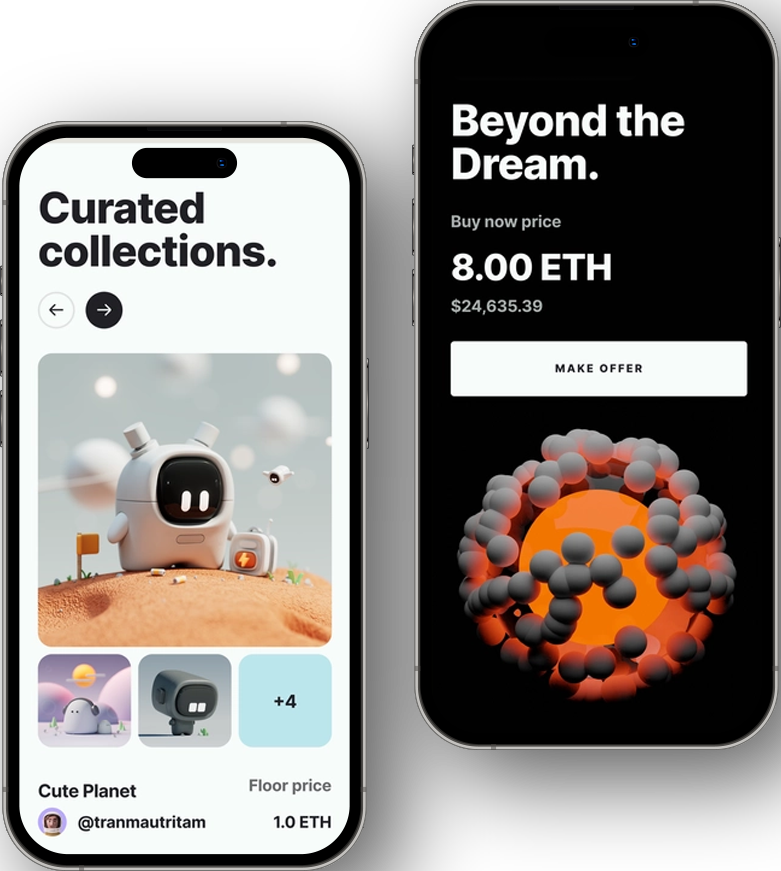 Curated
collections.
+4
Cute Planet
Floor price
@tranmautritam
1.0 ETH
Beyond the
Dream.
Buy now price
8.00 ETH
$24,635.39
MAKE OFFER